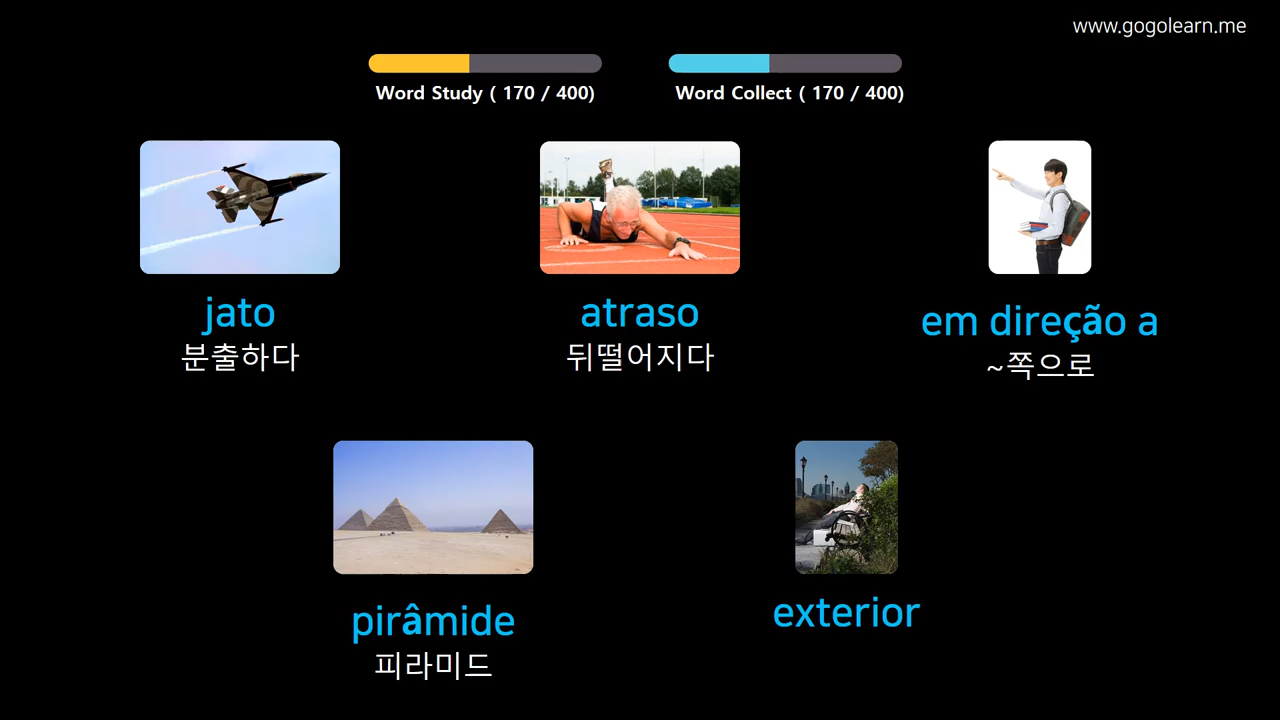 www.gogolearn.me
Word Study ( 170 / 400)
Word Collect ( 170 / 400)
jato
분출하다
atraso
뒤떨어지다
em direção a
~쪽으로
pirâmide
피라미드
exterior